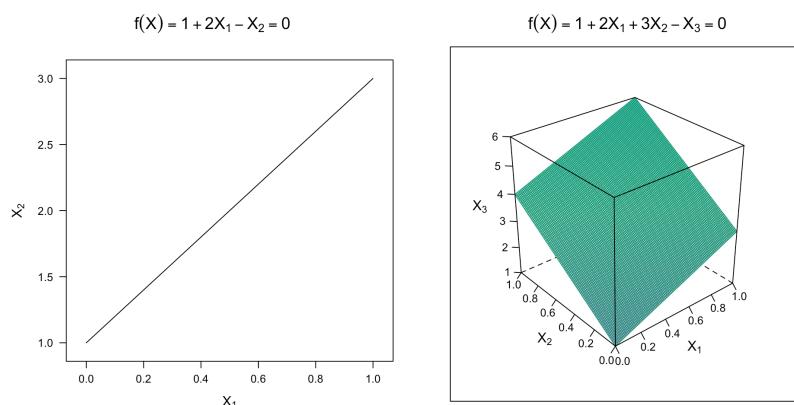 f(X) = 1 + 2X₁ − X₂ = 0
3.0
2.5
2.0
1.5
1.0
X₂
0.0 0.2 0.4 0.6 0.8 1.0
X₁
f(X) = 1 + 2X₁ + 3X₂ − X₃ = 0
6
5
4
3
2
1
X₃
1.0
0.8
0.6
0.4
0.2
0.0
X₂
0.0
0.2
0.4
0.6
0.8
1.0
X₁